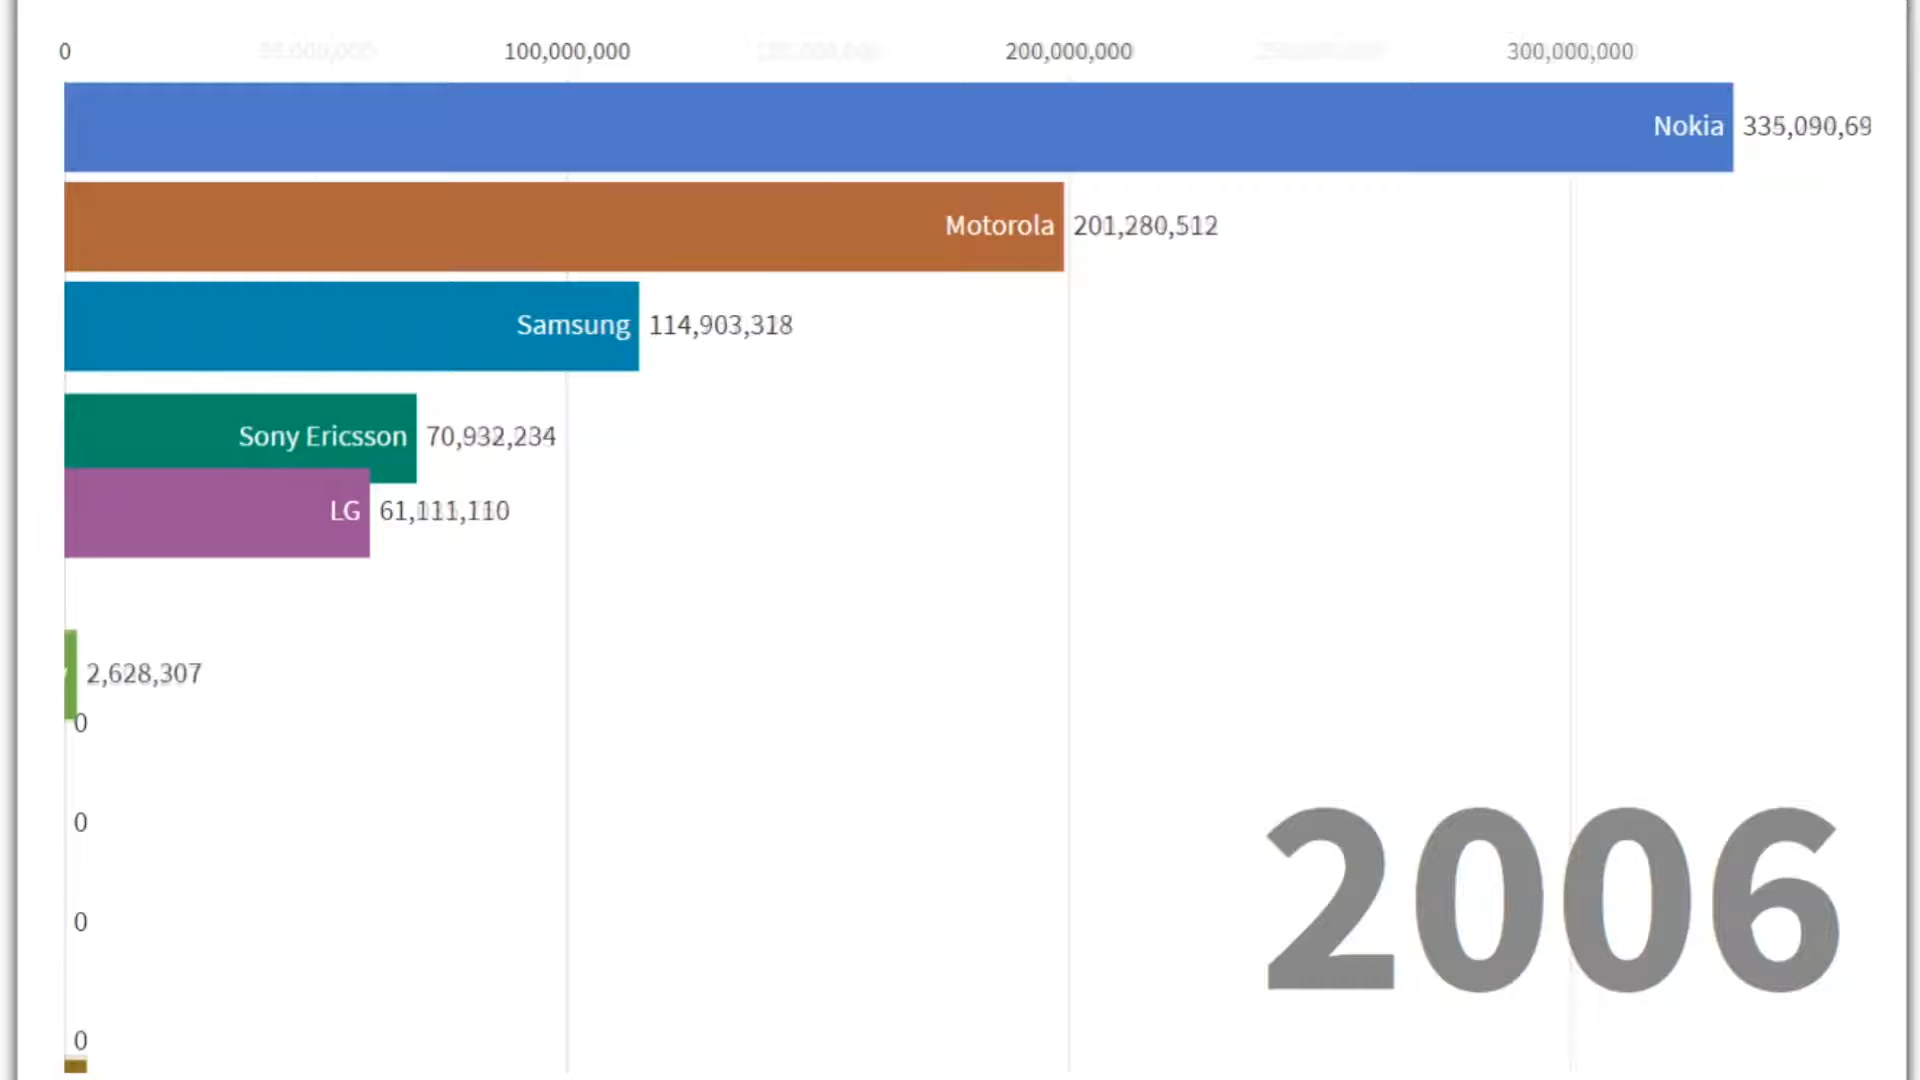 0 100,000,000 200,000,000 300,000,000
Nokia 335,090,69
Motorola 201,280,512
Samsung 114,903,318
Sony Ericsson 70,932,234
LG 61,111,110
2,628,307
0
0
0
0
2006